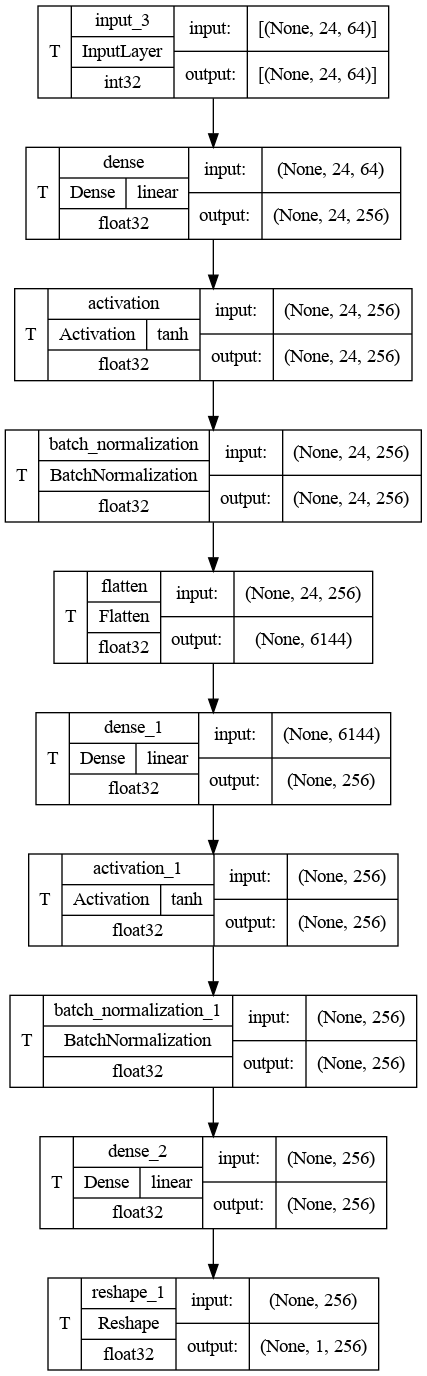 T input_3 input: [(None, 24, 64)]
InputLayer
int32 output: [(None, 24, 64)]
T dense input: (None, 24, 64)
Dense linear
float32 output: (None, 24, 256)
T activation input: (None, 24, 256)
Activation tanh
float32 output: (None, 24, 256)
T batch_normalization input: (None, 24, 256)
BatchNormalization
float32 output: (None, 24, 256)
T flatten input: (None, 24, 256)
Flatten
float32 output: (None, 6144)
T dense_1 input: (None, 6144)
Dense linear
float32 output: (None, 256)
T activation_1 input: (None, 256)
Activation tanh
float32 output: (None, 256)
T batch_normalization_1 input: (None, 256)
BatchNormalization
float32 output: (None, 256)
T dense_2 input: (None, 256)
Dense linear
float32 output: (None, 256)
T reshape_1 input: (None, 256)
Reshape
float32 output: (None, 1, 256)